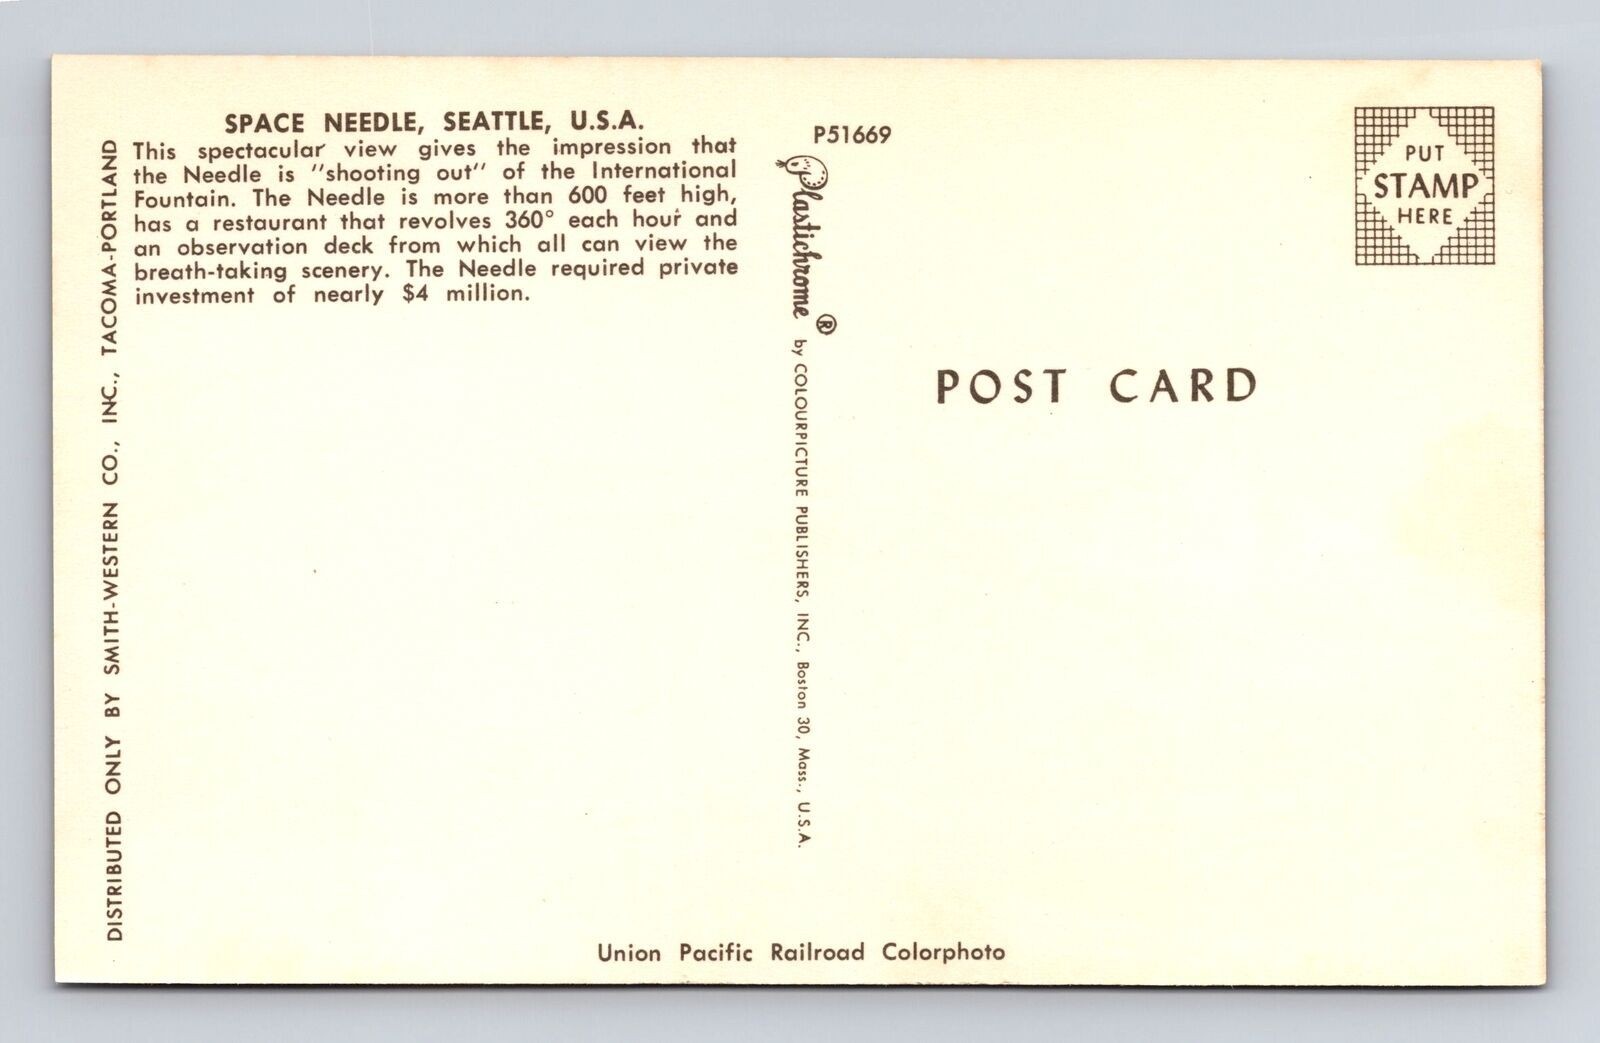 SPACE NEEDLE, SEATTLE, U.S.A.
This spectacular view gives the impression that
the Needle is "shooting out" of the International
Fountain. The Needle is more than 600 feet high,
has a restaurant that revolves 360° each hour and
an observation deck from which all can view the
breath-taking scenery. The Needle required private
investment of nearly $4 million.
DISTRIBUTED ONLY BY SMITH-WESTERN CO., INC., TACOMA-PORTLAND
P51669
Plastichrome ® by COLOURPICTURE PUBLISHERS, INC., Boston 30, Mass., U.S.A.
PUT
STAMP
HERE
POST CARD
Union Pacific Railroad Colorphoto